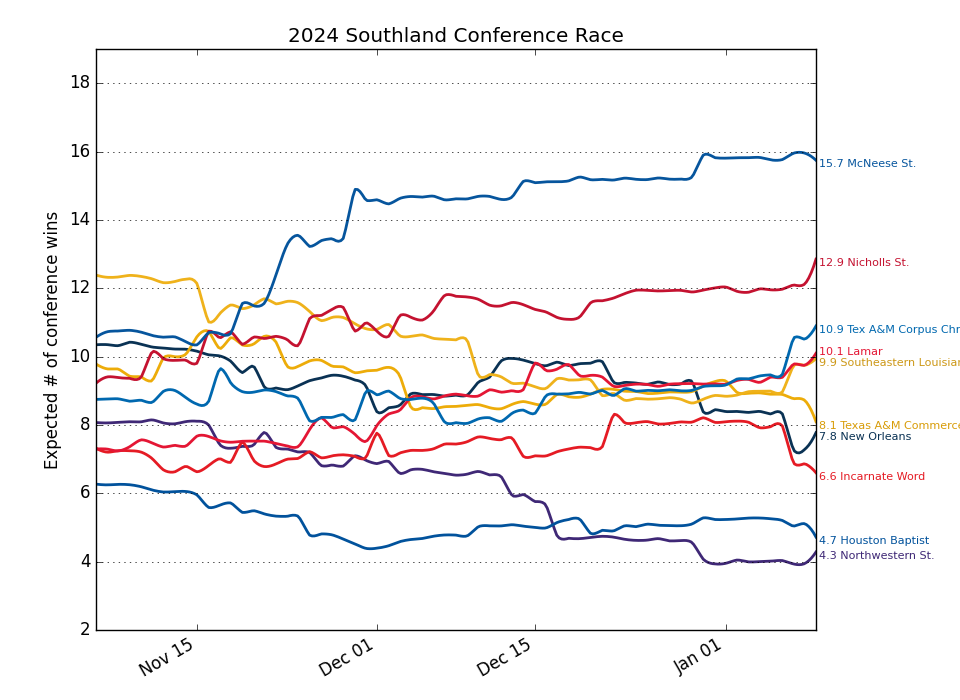 2024 Southland Conference Race
Expected # of conference wins
18
16
14
12
10
8
6
4
2
Nov 15
Dec 01
Dec 15
Jan 01
15.7 McNeese St.
12.9 Nicholls St.
10.9 Tex A&M Corpus Chr
10.1 Lamar
9.9 Southeastern Louisian
8.1 Texas A&M Commerce
7.8 New Orleans
6.6 Incarnate Word
4.7 Houston Baptist
4.3 Northwestern St.